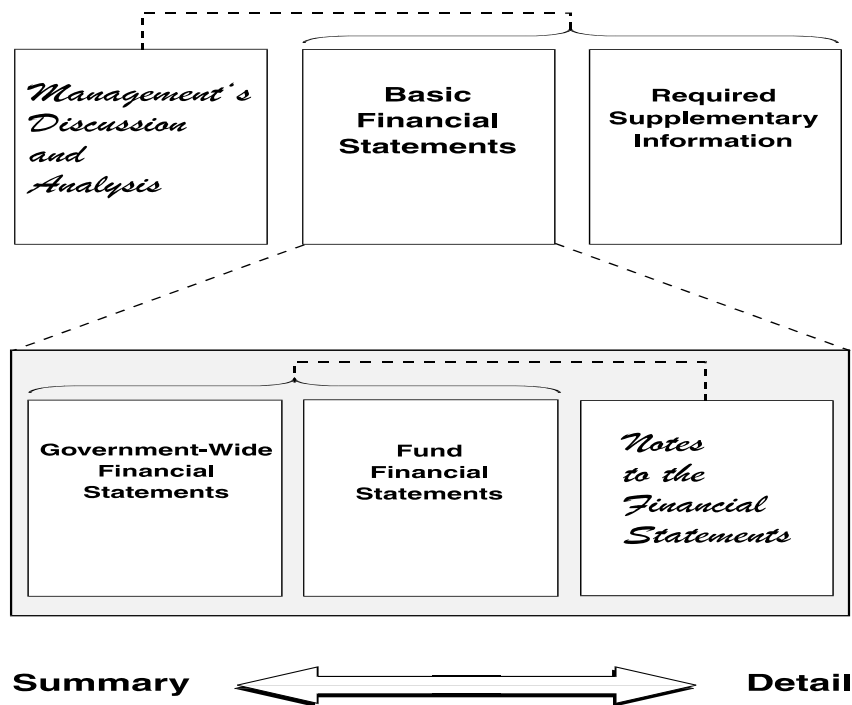 Management's
Discussion
and
Analysis
Basic
Financial
Statements
Required
Supplementary
Information
Government-Wide
Financial
Statements
Fund
Financial
Statements
Notes
to the
Financial
Statements
Summary
Detail